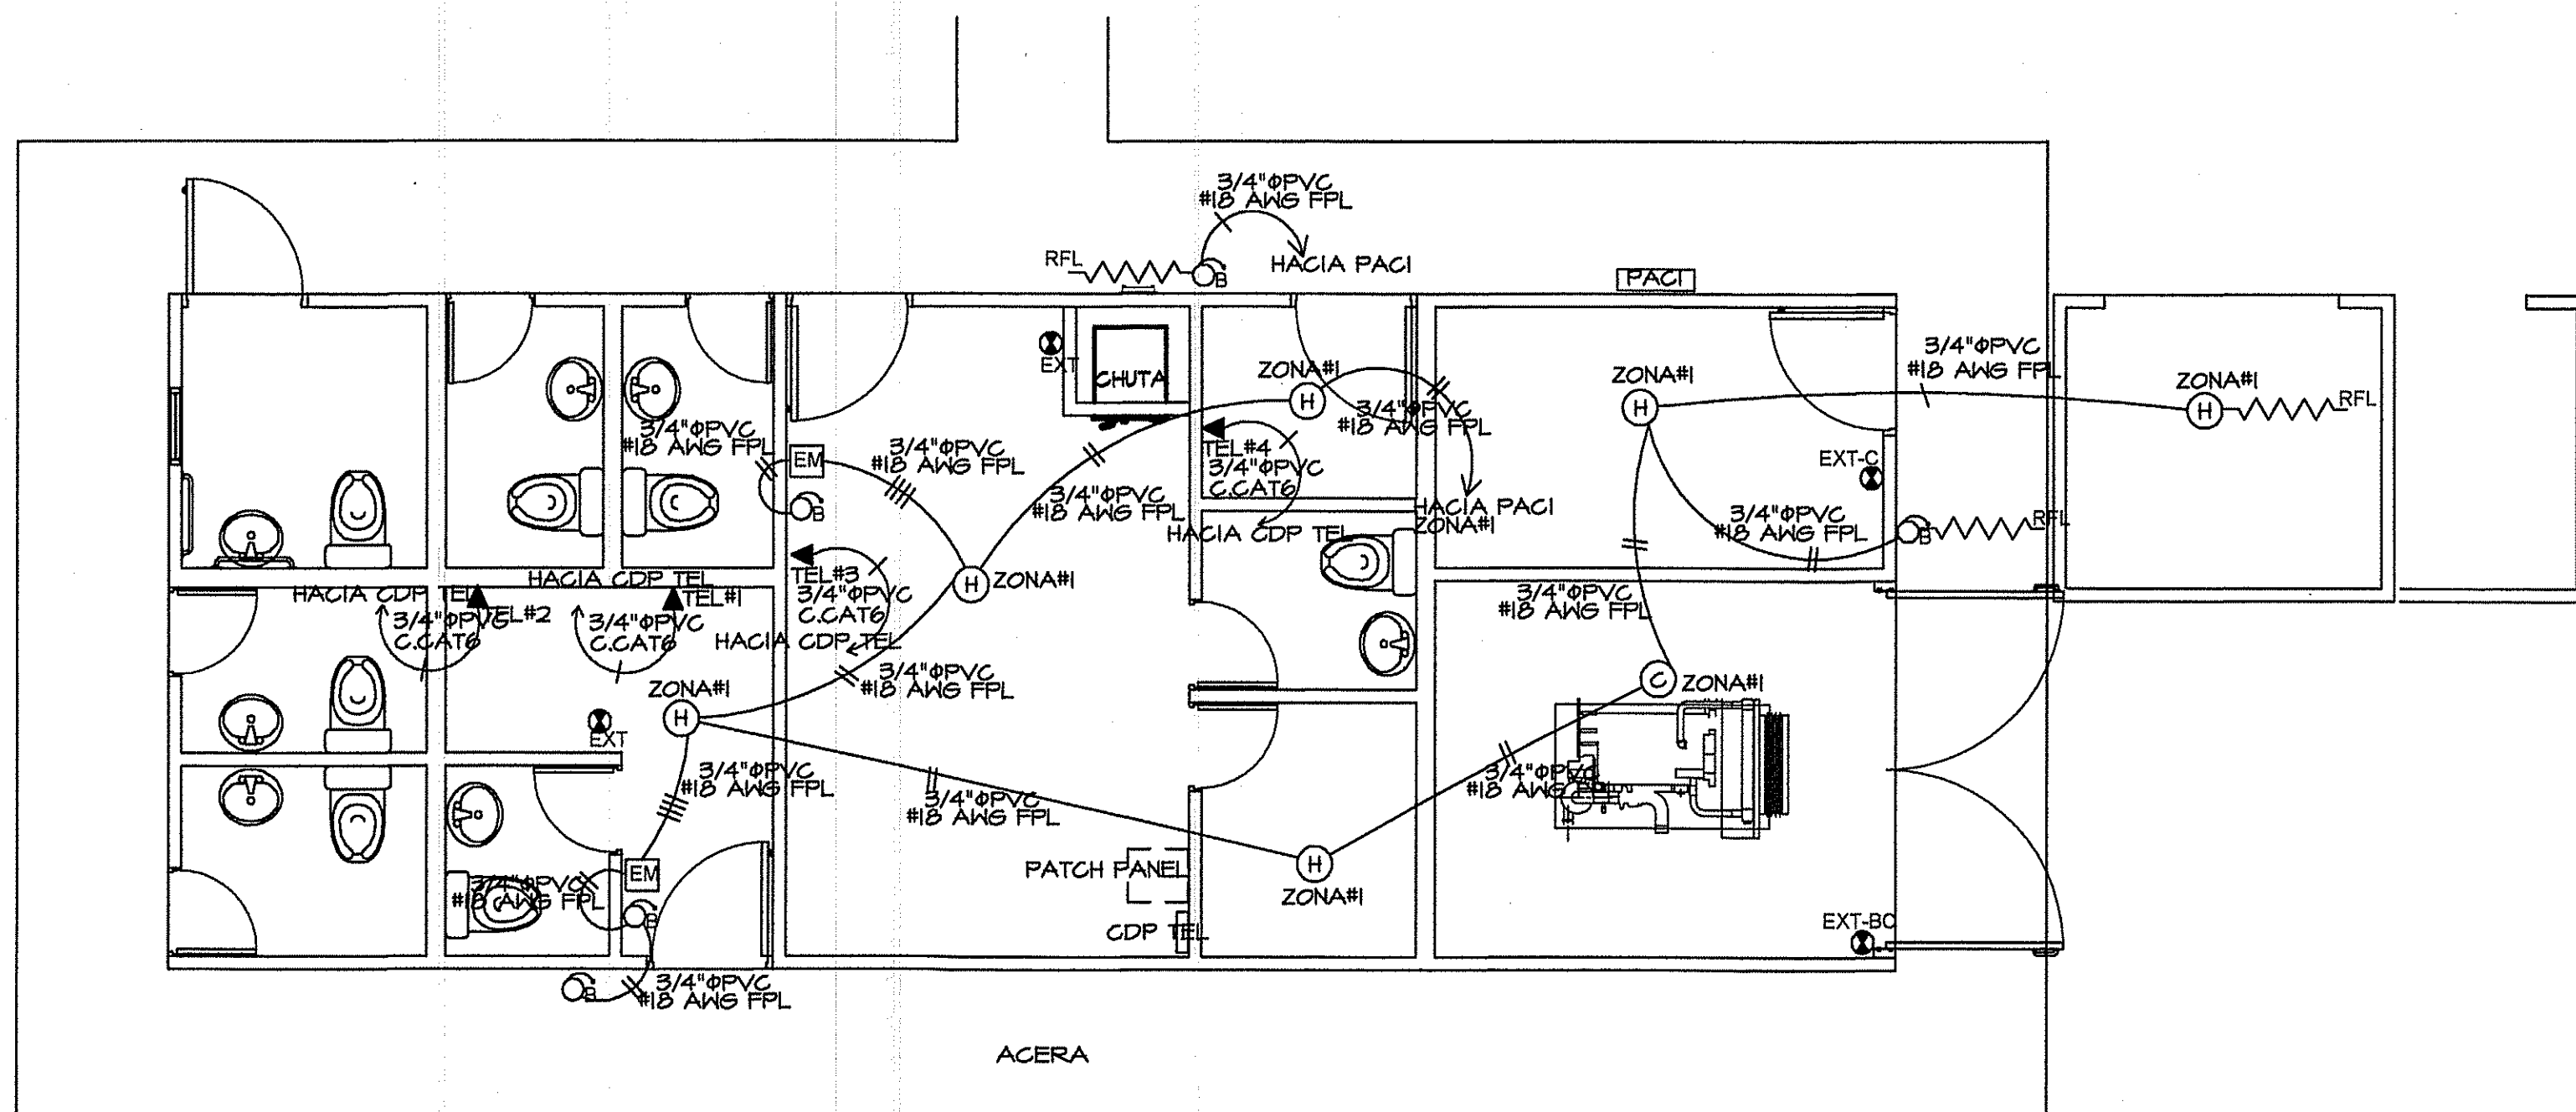 3/4"ΦPVC
#18 AWG FPL
RFL
B
HACIA PACI
PACI
EXT
CHUTA
ZONA#1
3/4"ΦPVC
#18 AWG FPL
HACIA PACI
ZONA#1
ZONA#1
H
H
3/4"ΦPVC
#18 AWG FPL
ZONA#1
H
RFL
3/4"ΦPVC
#18 AWG FPL
EM
B
3/4"ΦPVC
#18 AWG FPL
3/4"ΦPVC
#18 AWG FPL
TEL#4
3/4"ΦPVC
C.CAT6
HACIA CDP TEL
EXT-C
3/4"ΦPVC
#18 AWG FPL
B
RFL
H
ZONA#1
TEL#3
3/4"ΦPVC
C.CAT6
HACIA CDP TEL
HACIA CDP TEL
TEL#1
3/4"ΦPVC
C.CAT6
HACIA CDP TEL
TEL#2
3/4"ΦPVC
C.CAT6
3/4"ΦPVC
#18 AWG FPL
3/4"ΦPVC
#18 AWG FPL
ZONA#1
H
EXT
C
ZONA#1
3/4"ΦPVC
#18 AWG FPL
3/4"ΦPVC
#18 AWG FPL
3/4"ΦPVC
#18 AWG
PATCH PANEL
H
ZONA#1
EM
3/4"ΦPVC
#18 AWG FPL
B
CDP TEL
EXT-BC
B
3/4"ΦPVC
#18 AWG FPL
ACERA